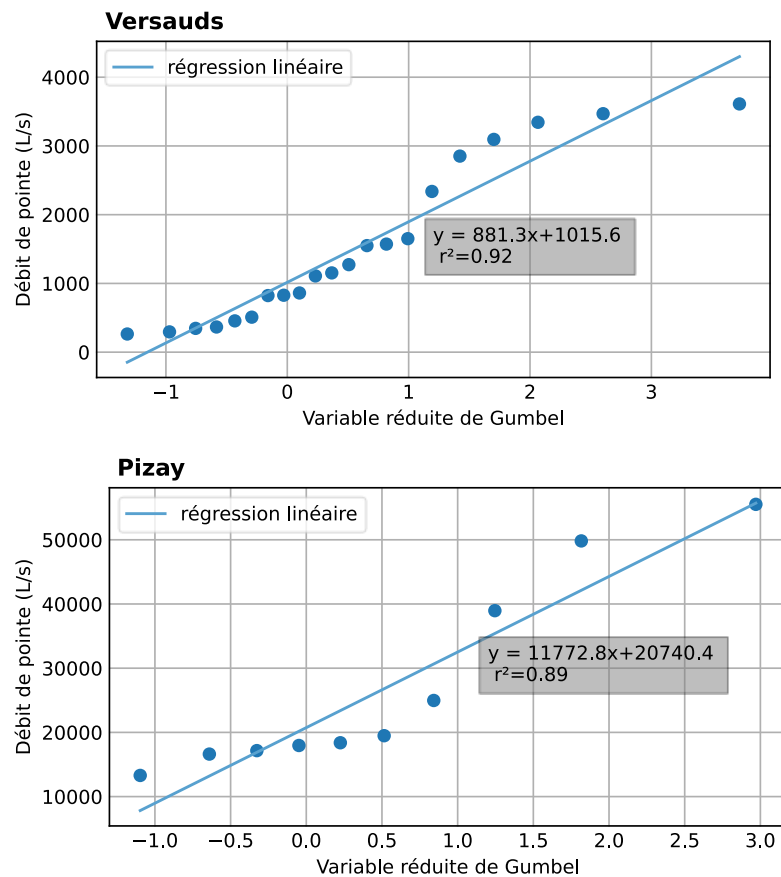 Versauds
régression linéaire
4000
3000
2000
1000
0
Débit de pointe (L/s)
y = 881.3x+1015.6
r²=0.92
−1
0
1
2
3
Variable réduite de Gumbel
Pizay
régression linéaire
50000
40000
30000
20000
10000
Débit de pointe (L/s)
y = 11772.8x+20740.4
r²=0.89
−1.0
−0.5
0.0
0.5
1.0
1.5
2.0
2.5
3.0
Variable réduite de Gumbel